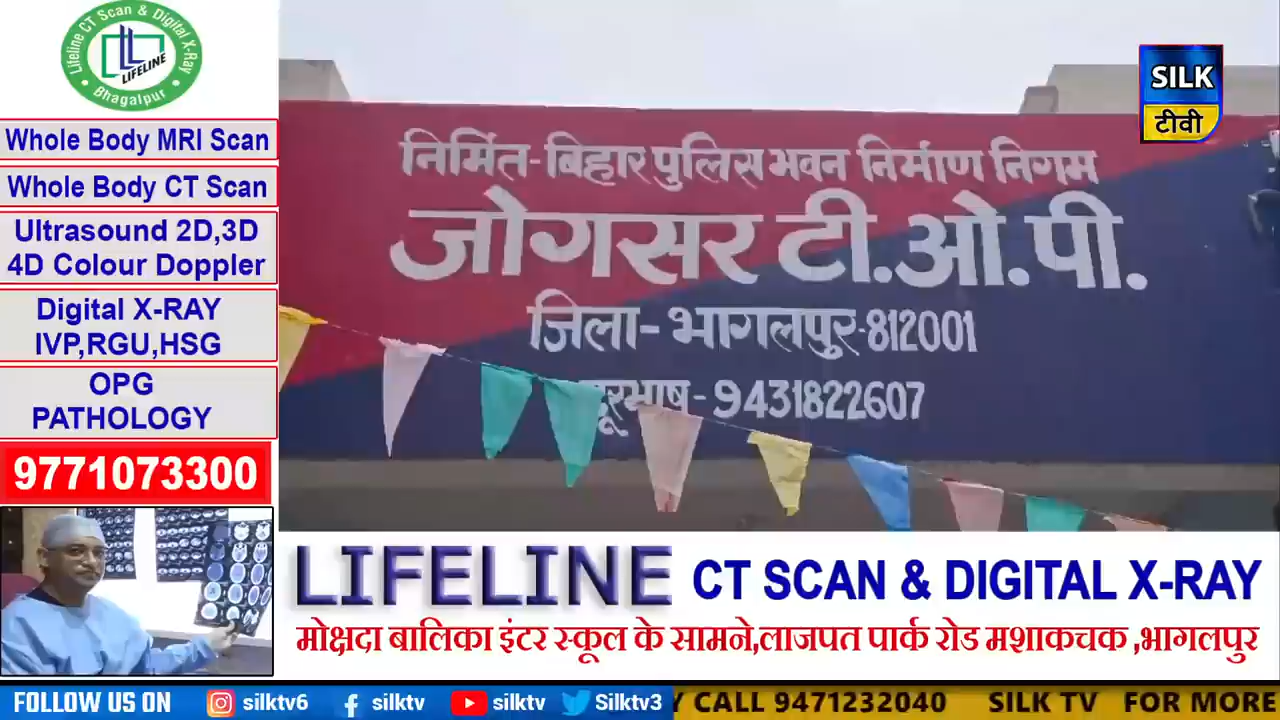 Lifeline CT Scan & Digital X-Ray
LIFELINE
Bhagalpur
Whole Body MRI Scan
Whole Body CT Scan
Ultrasound 2D,3D
4D Colour Doppler
Digital X-RAY
IVP,RGU,HSG
OPG
PATHOLOGY
9771073300
SILK
टीवी
निर्मित-बिहार पुलिस भवन निर्माण निगम
जोगसर टी.ओ.पी.
जिला-भागलपुर-812001
दूरभाष-9431822607
LIFELINE CT SCAN & DIGITAL X-RAY
मोक्षदा बालिका इंटर स्कूल के सामने,लाजपत पार्क रोड मशाकचक ,भागलपुर
FOLLOW US ON silktv6 silktv silktv Silktv3 Y CALL 9471232040 SILK TV FOR MORE